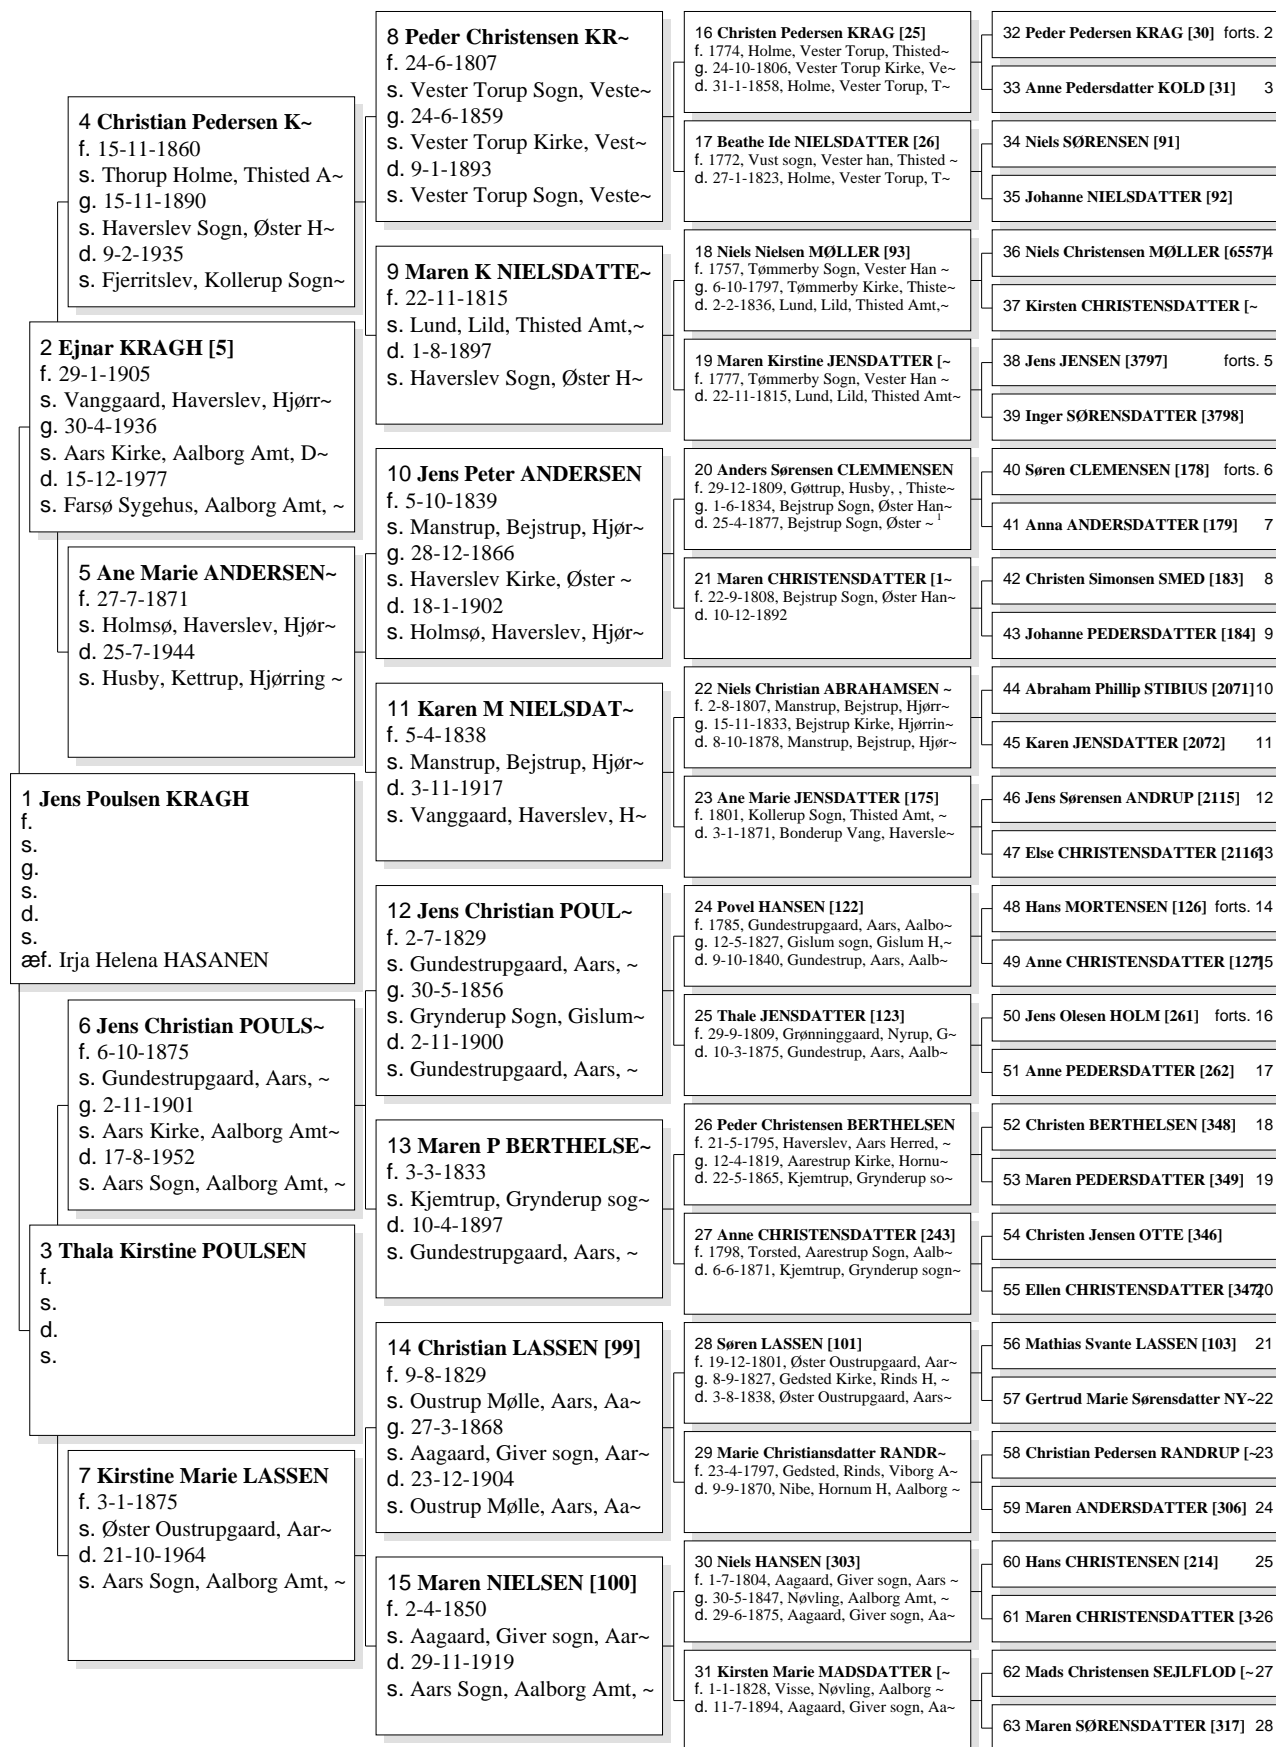 1 Jens Poulsen KRAGH
f.
s.
g.
s.
d.
s.
æf. Irja Helena HASANEN
2 Ejnar KRAGH [5]
f. 29-1-1905
s. Vanggaard, Haverslev, Hjørr~
g. 30-4-1936
s. Aars Kirke, Aalborg Amt, D~
d. 15-12-1977
s. Farsø Sygehus, Aalborg Amt, ~
3 Thala Kirstine POULSEN
f.
s.
d.
s.
4 Christian Pedersen K~
f. 15-11-1860
s. Thorup Holme, Thisted A~
g. 15-11-1890
s. Haverslev Sogn, Øster H~
d. 9-2-1935
s. Fjerritslev, Kollerup Sogn~
5 Ane Marie ANDERSEN~
f. 27-7-1871
s. Holmsø, Haverslev, Hjør~
d. 25-7-1944
s. Husby, Kettrup, Hjørring ~
6 Jens Christian POULS~
f. 6-10-1875
s. Gundestrupgaard, Aars, ~
g. 2-11-1901
s. Aars Kirke, Aalborg Amt~
d. 17-8-1952
s. Aars Sogn, Aalborg Amt, ~
7 Kirstine Marie LASSEN
f. 3-1-1875
s. Øster Oustrupgaard, Aar~
d. 21-10-1964
s. Aars Sogn, Aalborg Amt, ~
8 Peder Christensen KR~
f. 24-6-1807
s. Vester Torup Sogn, Veste~
g. 24-6-1859
s. Vester Torup Kirke, Vest~
d. 9-1-1893
s. Vester Torup Sogn, Veste~
9 Maren K NIELSDATTE~
f. 22-11-1815
s. Lund, Lild, Thisted Amt,~
d. 1-8-1897
s. Haverslev Sogn, Øster H~
10 Jens Peter ANDERSEN
f. 5-10-1839
s. Manstrup, Bejstrup, Hjør~
g. 28-12-1866
s. Haverslev Kirke, Øster ~
d. 18-1-1902
s. Holmsø, Haverslev, Hjør~
11 Karen M NIELSDAT~
f. 5-4-1838
s. Manstrup, Bejstrup, Hjør~
d. 3-11-1917
s. Vanggaard, Haverslev, H~
12 Jens Christian POUL~
f. 2-7-1829
s. Gundestrupgaard, Aars, ~
g. 30-5-1856
s. Grynderup Sogn, Gislum~
d. 2-11-1900
s. Gundestrupgaard, Aars, ~
13 Maren P BERTHELSE~
f. 3-3-1833
s. Kjemtrup, Grynderup sog~
d. 10-4-1897
s. Gundestrupgaard, Aars, ~
14 Christian LASSEN [99]
f. 9-8-1829
s. Oustrup Mølle, Aars, Aa~
g. 27-3-1868
s. Aagaard, Giver sogn, Aar~
d. 23-12-1904
s. Oustrup Mølle, Aars, Aa~
15 Maren NIELSEN [100]
f. 2-4-1850
s. Aagaard, Giver sogn, Aar~
d. 29-11-1919
s. Aars Sogn, Aalborg Amt, ~
16 Christen Pedersen KRAG [25]
f. 1774, Holme, Vester Torup, Thisted~
g. 24-10-1806, Vester Torup Kirke, Ve~
d. 31-1-1858, Holme, Vester Torup, T~
17 Beathe Ide NIELSDATTER [26]
f. 1772, Vust sogn, Vester han, Thisted ~
d. 27-1-1823, Holme, Vester Torup, T~
18 Niels Nielsen MØLLER [93]
f. 1757, Tømmerby Sogn, Vester Han ~
g. 6-10-1797, Tømmerby Kirke, Thiste~
d. 2-2-1836, Lund, Lild, Thisted Amt,~
19 Maren Kirstine JENSDATTER [~
f. 1777, Tømmerby Sogn, Vester Han ~
d. 22-11-1815, Lund, Lild, Thisted Amt~
20 Anders Sørensen CLEMMENSEN
f. 29-12-1809, Gøttrup, Husby, , Thiste~
g. 1-6-1834, Bejstrup Sogn, Øster Han~
d. 25-4-1877, Bejstrup Sogn, Øster ~ 1
21 Maren CHRISTENSDATTER [1~
f. 22-9-1808, Bejstrup Sogn, Øster Han~
d. 10-12-1892
22 Niels Christian ABRAHAMSEN ~
f. 2-8-1807, Manstrup, Bejstrup, Hjørr~
g. 15-11-1833, Bejstrup Kirke, Hjørrin~
d. 8-10-1878, Manstrup, Bejstrup, Hjør~
23 Ane Marie JENSDATTER [175]
f. 1801, Kollerup Sogn, Thisted Amt, ~
d. 3-1-1871, Bonderup Vang, Haversle~
24 Povel HANSEN [122]
f. 1785, Gundestrupgaard, Aars, Aalbo~
g. 12-5-1827, Gislum sogn, Gislum H,~
d. 9-10-1840, Gundestrup, Aars, Aalb~
25 Thale JENSDATTER [123]
f. 29-9-1809, Grønninggaard, Nyrup, G~
d. 10-3-1875, Gundestrup, Aars, Aalb~
26 Peder Christensen BERTHELSEN
f. 21-5-1795, Haverslev, Aars Herred, ~
g. 12-4-1819, Aarestrup Kirke, Hornu~
d. 22-5-1865, Kjemtrup, Grynderup so~
27 Anne CHRISTENSDATTER [243]
f. 1798, Torsted, Aarestrup Sogn, Aalb~
d. 6-6-1871, Kjemtrup, Grynderup sogn~
28 Søren LASSEN [101]
f. 19-12-1801, Øster Oustrupgaard, Aar~
g. 8-9-1827, Gedsted Kirke, Rinds H, ~
d. 3-8-1838, Øster Oustrupgaard, Aars~
29 Marie Christiansdatter RANDR~
f. 23-4-1797, Gedsted, Rinds, Viborg A~
d. 9-9-1870, Nibe, Hornum H, Aalborg ~
30 Niels HANSEN [303]
f. 1-7-1804, Aagaard, Giver sogn, Aars ~
g. 30-5-1847, Nøvling, Aalborg Amt, ~
d. 29-6-1875, Aagaard, Giver sogn, Aa~
31 Kirsten Marie MADSDATTER [~
f. 1-1-1828, Visse, Nøvling, Aalborg ~
d. 11-7-1894, Aagaard, Giver sogn, Aa~
32 Peder Pedersen KRAG [30] forts. 2
33 Anne Pedersdatter KOLD [31] 3
34 Niels SØRENSEN [91]
35 Johanne NIELSDATTER [92]
36 Niels Christensen MØLLER [6557]4
37 Kirsten CHRISTENSDATTER [~
38 Jens JENSEN [3797] forts. 5
39 Inger SØRENSDATTER [3798]
40 Søren CLEMENSEN [178] forts. 6
41 Anna ANDERSDATTER [179] 7
42 Christen Simonsen SMED [183] 8
43 Johanne PEDERSDATTER [184] 9
44 Abraham Phillip STIBIUS [2071]10
45 Karen JENSDATTER [2072] 11
46 Jens Sørensen ANDRUP [2115] 12
47 Else CHRISTENSDATTER [2116]13
48 Hans MORTENSEN [126] forts. 14
49 Anne CHRISTENSDATTER [127]15
50 Jens Olesen HOLM [261] forts. 16
51 Anne PEDERSDATTER [262] 17
52 Christen BERTHELSEN [348] 18
53 Maren PEDERSDATTER [349] 19
54 Christen Jensen OTTE [346]
55 Ellen CHRISTENSDATTER [347]20
56 Mathias Svante LASSEN [103] 21
57 Gertrud Marie Sørensdatter NY~22
58 Christian Pedersen RANDRUP [~23
59 Maren ANDERSDATTER [306] 24
60 Hans CHRISTENSEN [214] 25
61 Maren CHRISTENSDATTER [3~26
62 Mads Christensen SEJLFLOD [~27
63 Maren SØRENSDATTER [317] 28